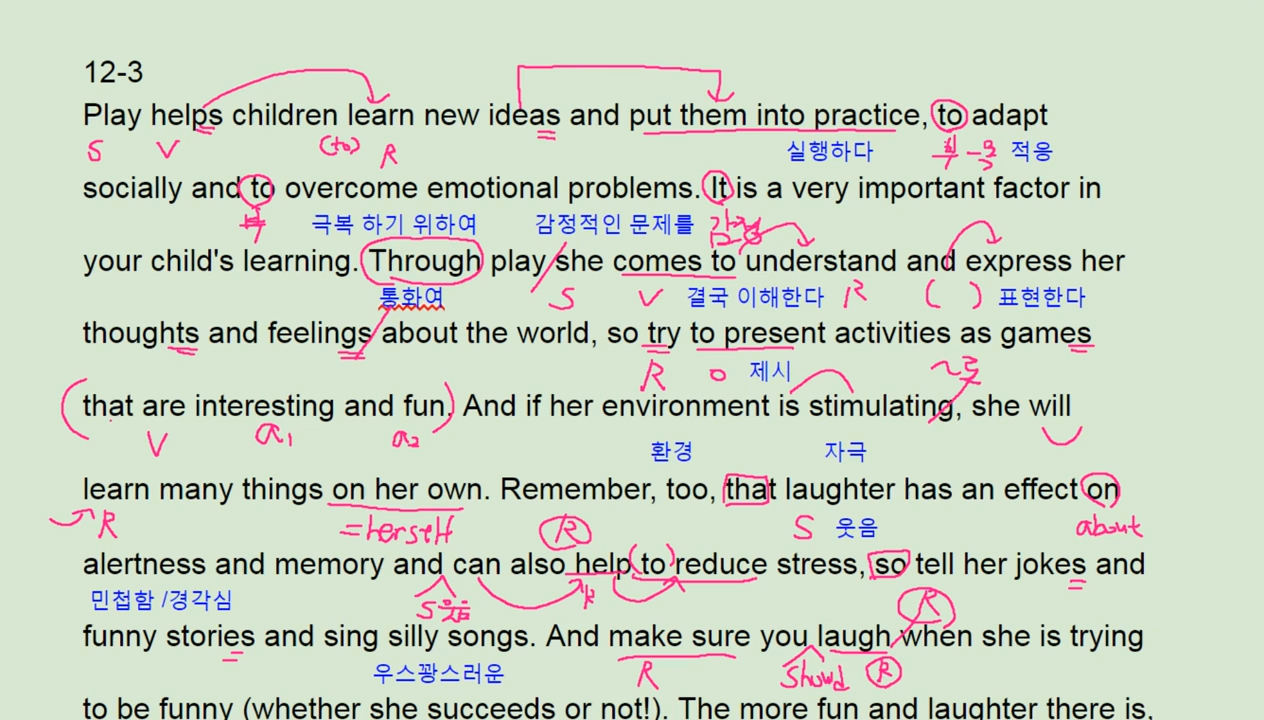 12-3
Play helps children learn new ideas and put them into practice, to adapt
S V (to) R 실행하다 부-목 적응
socially and to overcome emotional problems. It is a very important factor in
부 극복 하기 위하여 감정적인 문제를
your child's learning. Through play she comes to understand and express her
통화여 S V 결국 이해한다 R ( ) 표현한다
thoughts and feelings about the world, so try to present activities as games
R o 제시 ~로
(that are interesting and fun.) And if her environment is stimulating, she will
V a1 a2 환경 자극
learn many things on her own. Remember, too, that laughter has an effect on
R =herself R S 웃음 about
alertness and memory and can also help (to) reduce stress, so tell her jokes and
민첩함 /경각심 S R R
funny stories and sing silly songs. And make sure you laugh when she is trying
우스꽝스러운 R should R
to be funny (whether she succeeds or not!). The more fun and laughter there is,